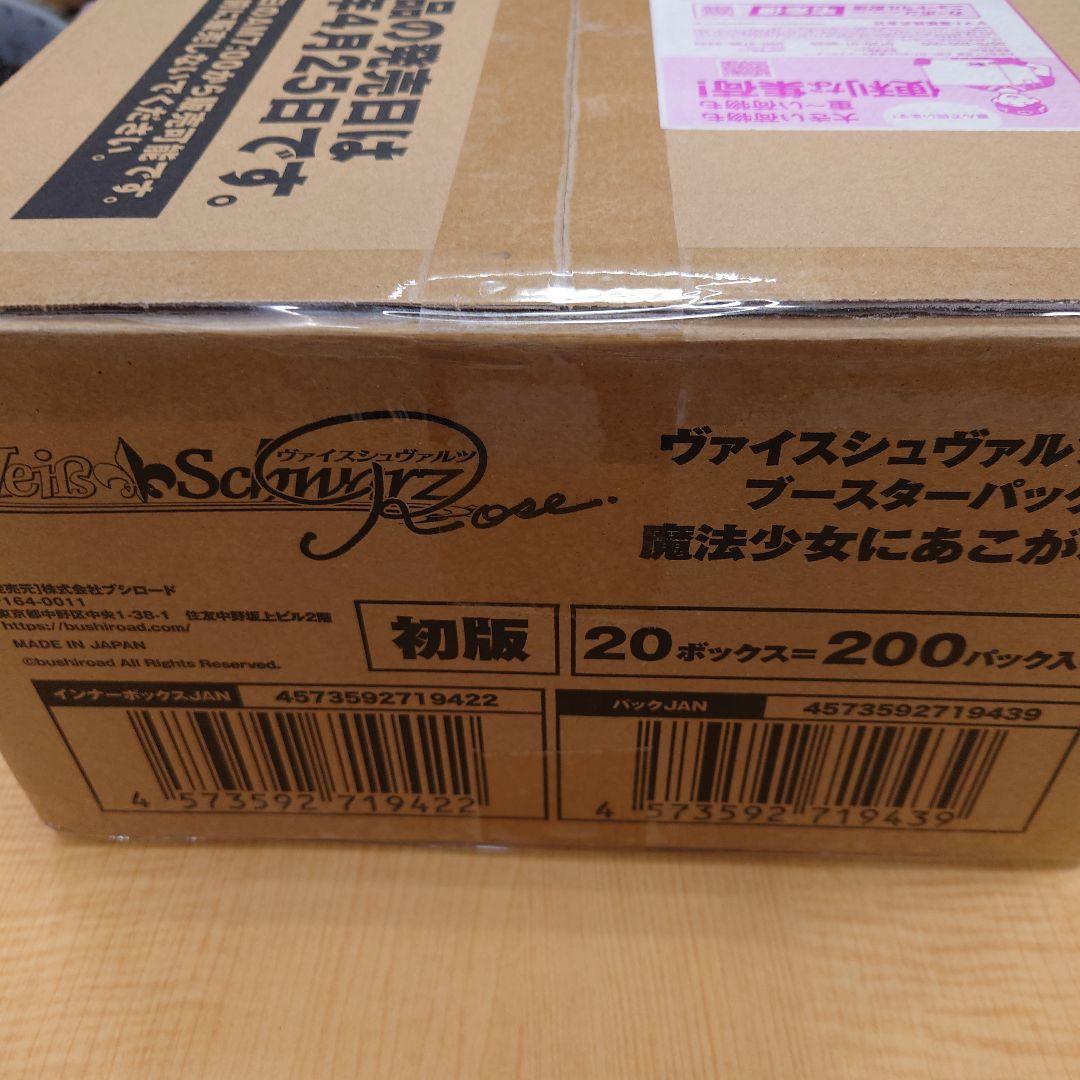 品の発売日は
年4月25日です。
から販売可能です。
しないでください。
便利な集荷!
重~い荷物も
大きい荷物も
Weiß Schwarz
ヴァイスシュヴァルツ
Rose.
ヴァイスシュヴァルツ
ブースターパック
魔法少女にあこが
発売元]株式会社ブシロード
164-0011
東京都中野区中央1-38-1 住友中野坂上ビル2階
https://bushiroad.com/
MADE IN JAPAN
©bushiroad All Rights Reserved.
初版
20ボックス=200パック入
インナーボックスJAN 4573592719422
4 573592 719422
パックJAN 4573592719439
4 573592 719439